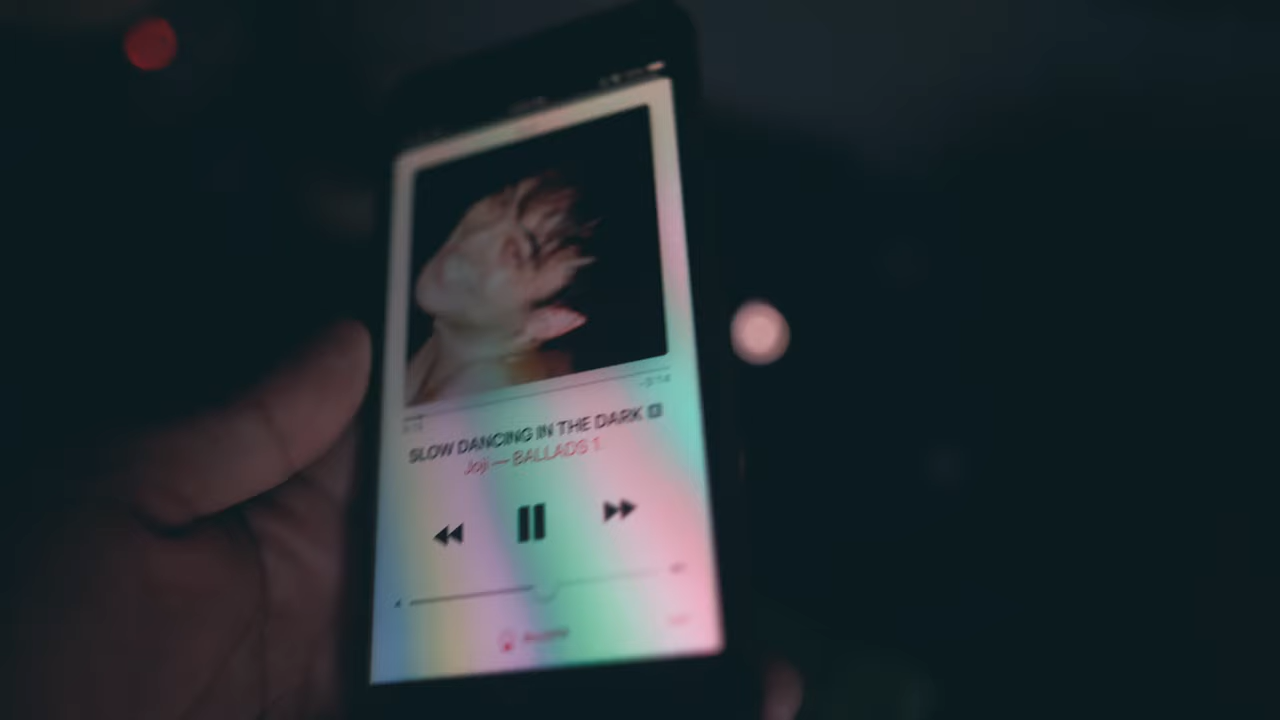 SLOW DANCING IN THE DARK 🅴
Joji — BALLADS 1